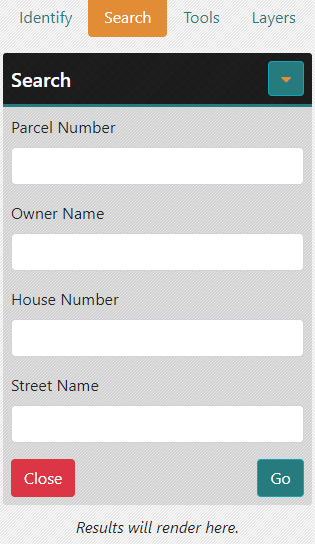 Identify Search Tools Layers
Search
Parcel Number
Owner Name
House Number
Street Name
Close Go
Results will render here.